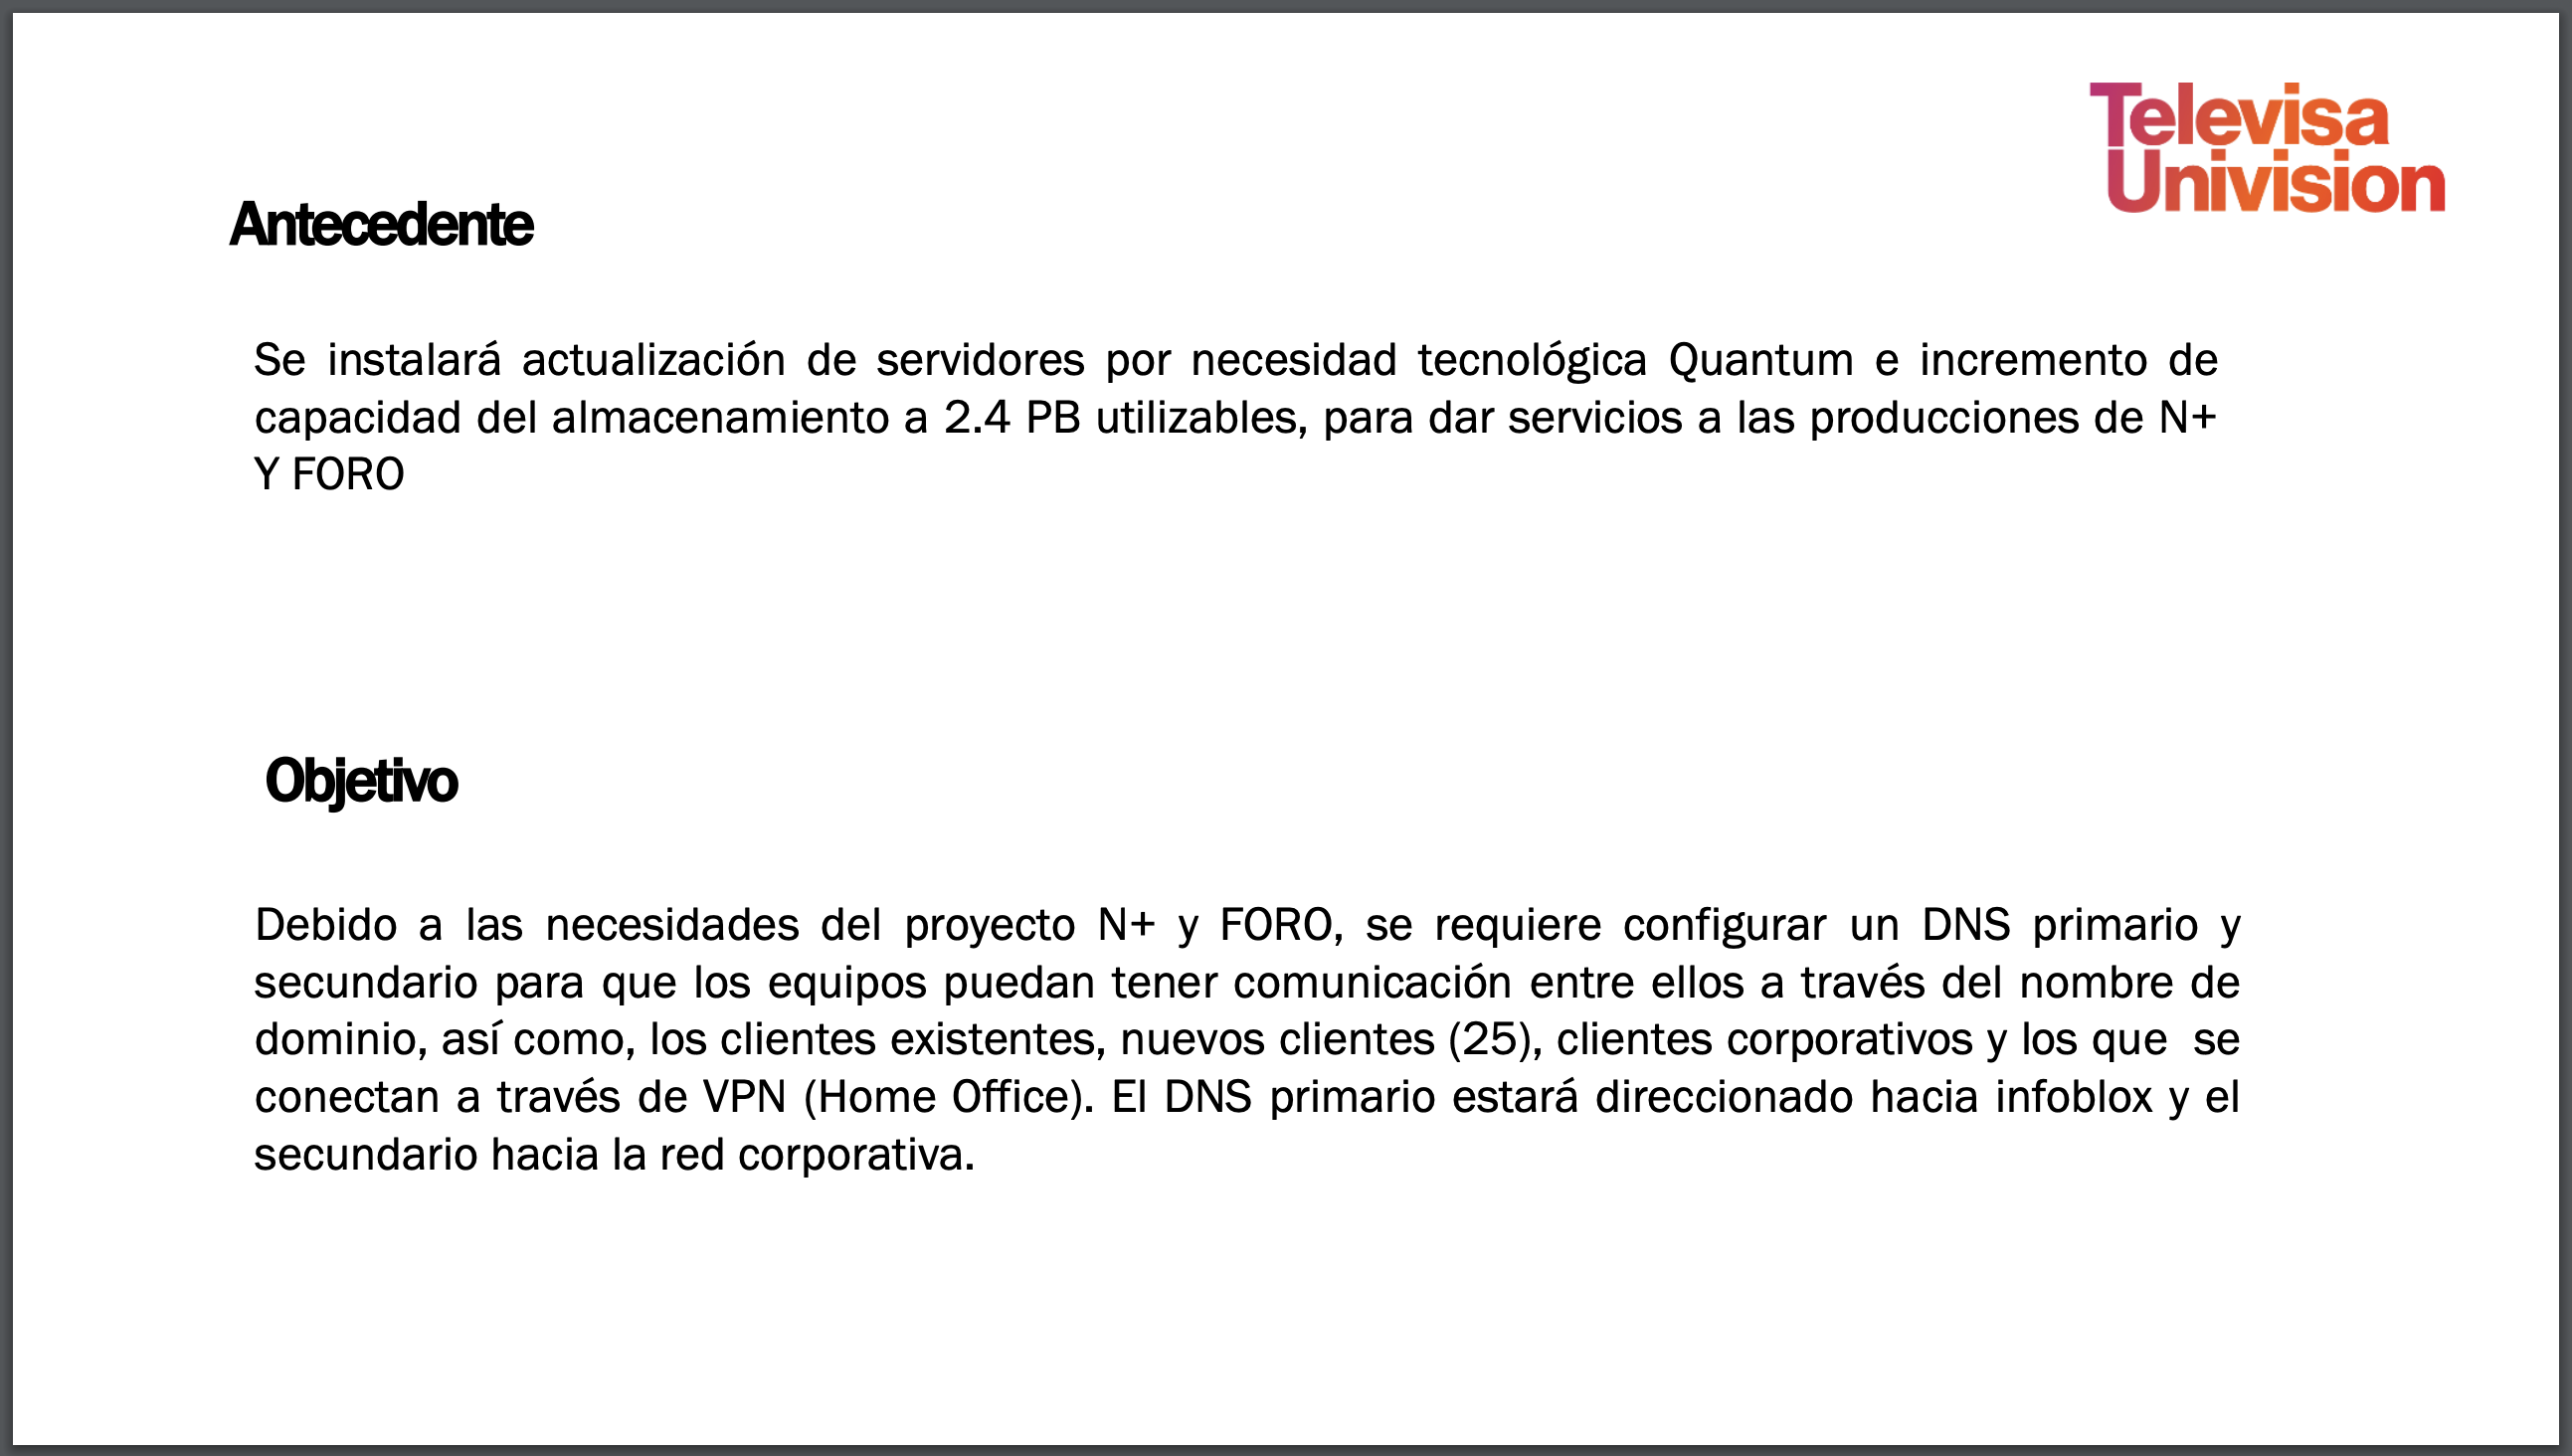 Televisa
Univision
Antecedente
Se instalará actualización de servidores por necesidad tecnológica Quantum e incremento de
capacidad del almacenamiento a 2.4 PB utilizables, para dar servicios a las producciones de N+
Y FORO
Objetivo
Debido a las necesidades del proyecto N+ y FORO, se requiere configurar un DNS primario y
secundario para que los equipos puedan tener comunicación entre ellos a través del nombre de
dominio, así como, los clientes existentes, nuevos clientes (25), clientes corporativos y los que se
conectan a través de VPN (Home Office). El DNS primario estará direccionado hacia infoblox y el
secundario hacia la red corporativa.